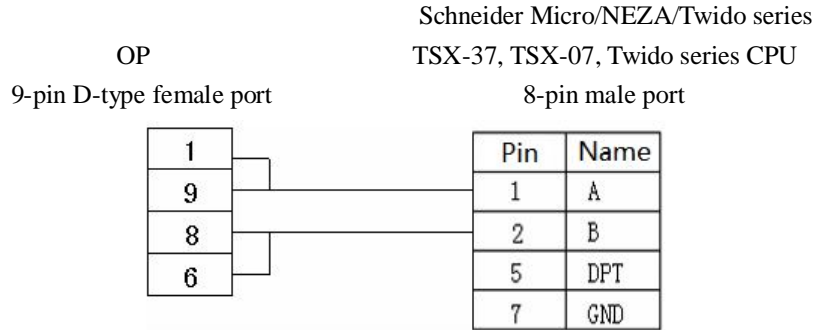 Schneider Micro/NEZA/Twido series
OP TSX-37, TSX-07, Twido series CPU
9-pin D-type female port 8-pin male port
1
9
8
6
Pin Name
1 A
2 B
5 DPT
7 GND